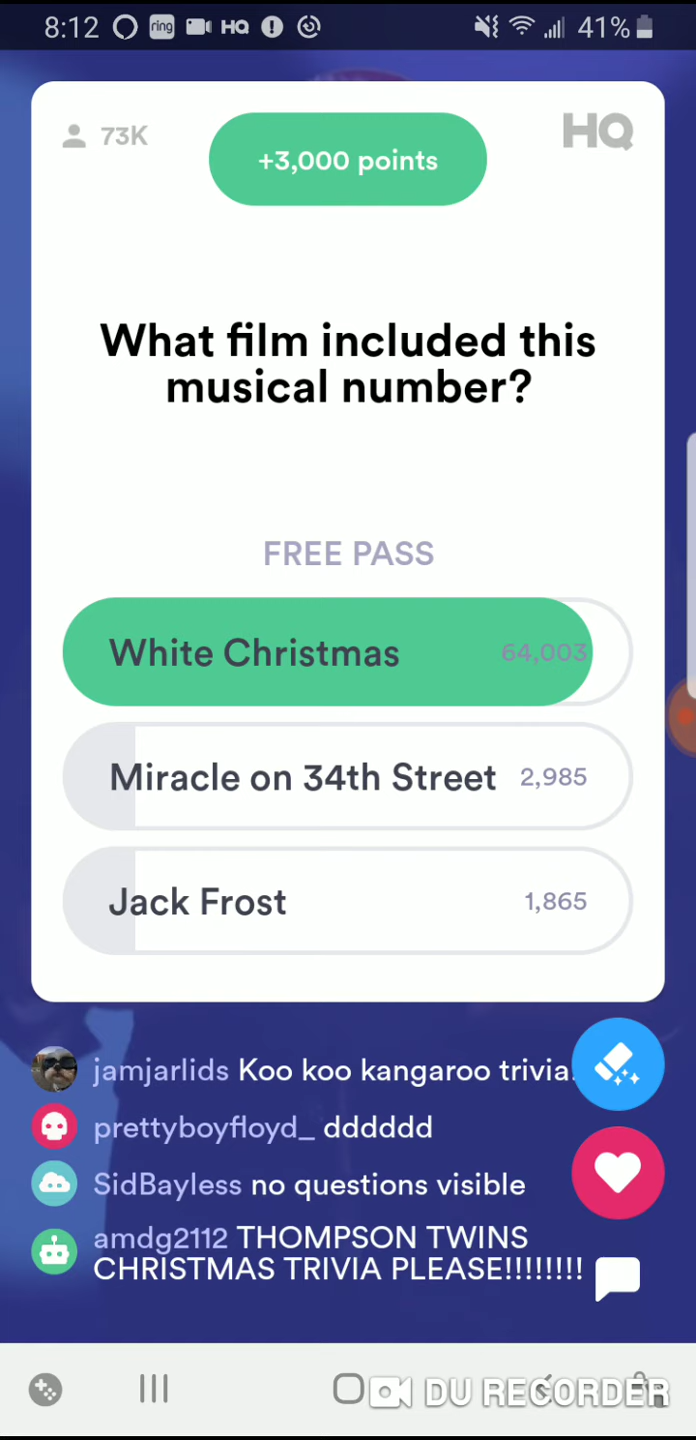 8:12 ring HQ 41%
73K
+3,000 points
HQ
What film included this
musical number?
FREE PASS
White Christmas 64,003
Miracle on 34th Street 2,985
Jack Frost 1,865
jamjarlids Koo koo kangaroo trivia.
prettyboyfloyd_ dddddd
SidBayless no questions visible
amdg2112 THOMPSON TWINS
CHRISTMAS TRIVIA PLEASE!!!!!!!!
DU RECORDER